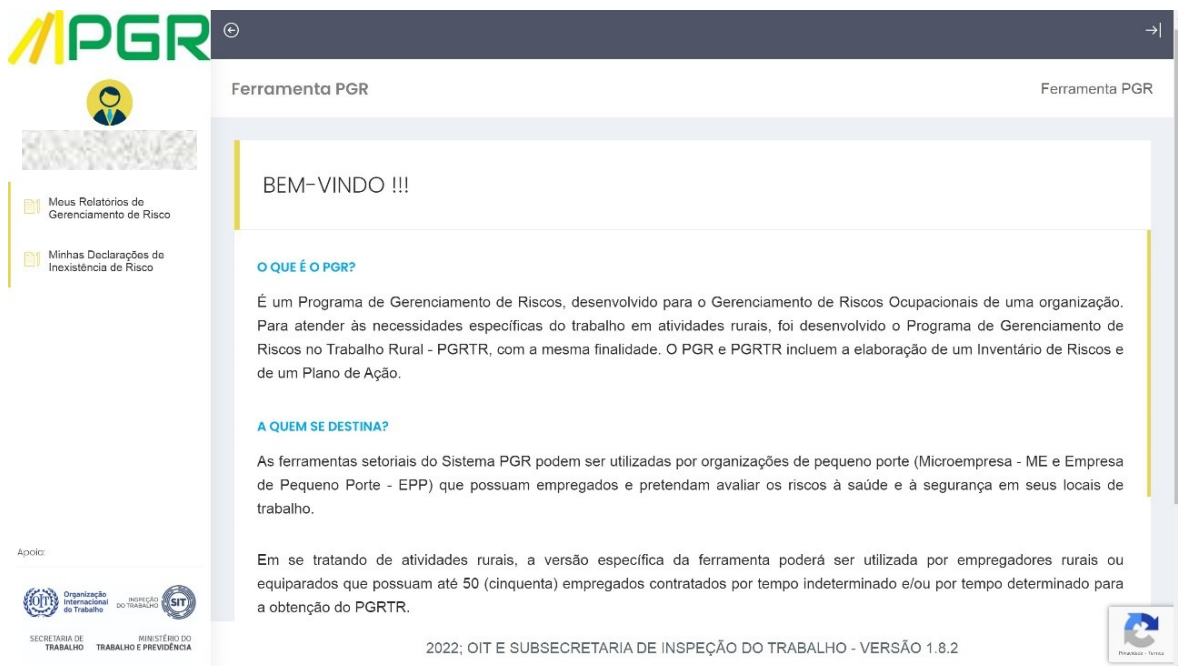 PGR
Ferramenta PGR
Ferramenta PGR
Meus Relatórios de
Gerenciamento de Risco
Minhas Declarações de
Inexistência de Risco
BEM-VINDO !!!
O QUE É O PGR?
É um Programa de Gerenciamento de Riscos, desenvolvido para o Gerenciamento de Riscos Ocupacionais de uma organização.
Para atender às necessidades específicas do trabalho em atividades rurais, foi desenvolvido o Programa de Gerenciamento de
Riscos no Trabalho Rural - PGRTR, com a mesma finalidade. O PGR e PGRTR incluem a elaboração de um Inventário de Riscos e
de um Plano de Ação.
A QUEM SE DESTINA?
As ferramentas setoriais do Sistema PGR podem ser utilizadas por organizações de pequeno porte (Microempresa - ME e Empresa
de Pequeno Porte - EPP) que possuam empregados e pretendam avaliar os riscos à saúde e à segurança em seus locais de
trabalho.
Em se tratando de atividades rurais, a versão específica da ferramenta poderá ser utilizada por empregadores rurais ou
equiparados que possuam até 50 (cinquenta) empregados contratados por tempo indeterminado e/ou por tempo determinado para
a obtenção do PGRTR.
Apoio:
OIT
Organização
Internacional
do Trabalho
INSPEÇÃO
DO TRABALHO
SIT
SECRETARIA DE
TRABALHO
MINISTÉRIO DO
TRABALHO E PREVIDÊNCIA
2022; OIT E SUBSECRETARIA DE INSPEÇÃO DO TRABALHO - VERSÃO 1.8.2
Privacidade - Termos